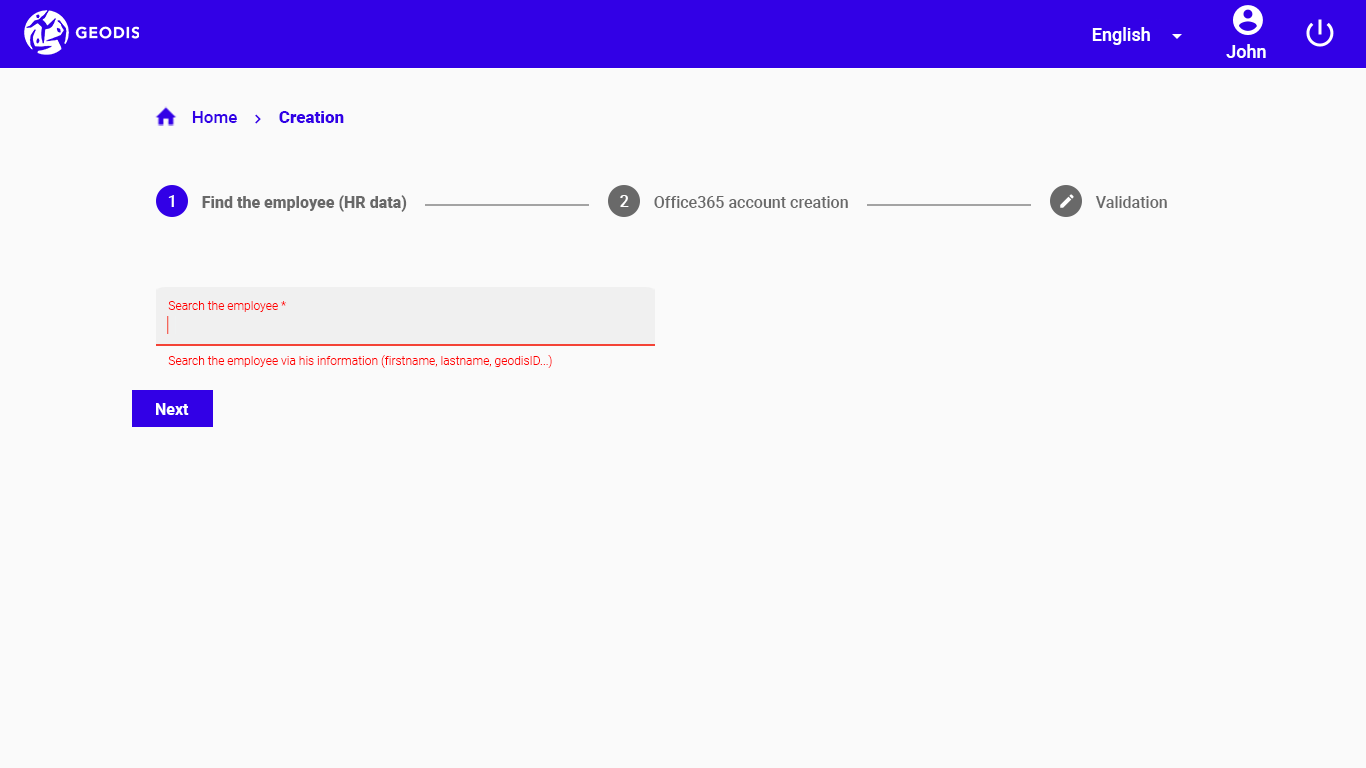 GEODIS
English
John
Home
Creation
1 Find the employee (HR data)
2 Office365 account creation
Validation
Search the employee *
Search the employee via his information (firstname, lastname, geodisID...)
Next